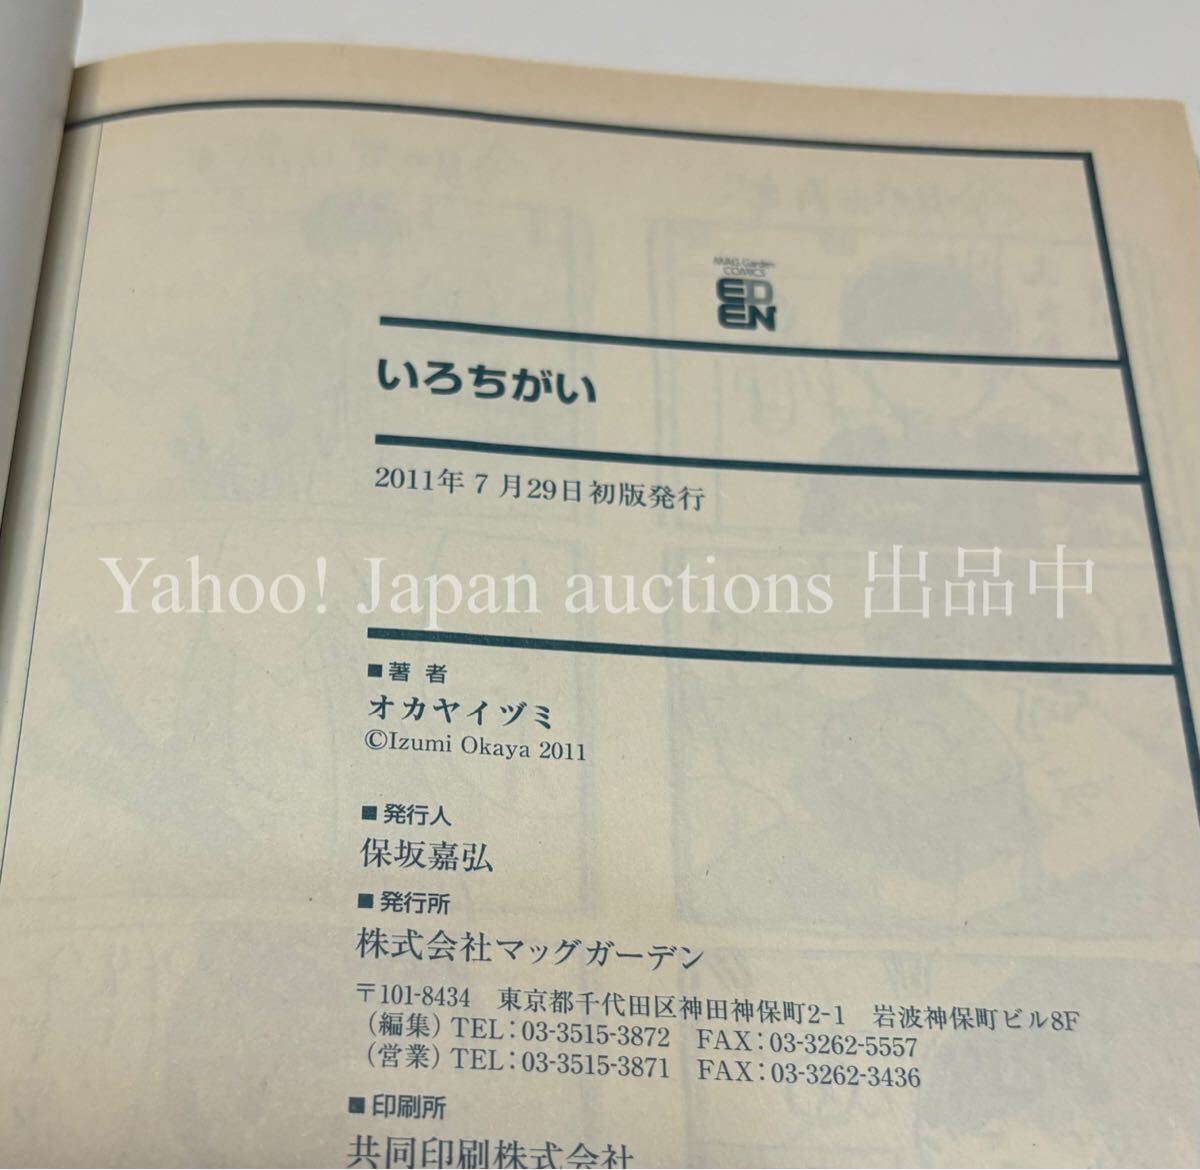 MAG Garden
COMICS
EDEN
いろちがい
2011年7月29日初版発行
Yahoo! Japan auctions 出品中
■著 者
オカヤイヅミ
©Izumi Okaya 2011
■発行人
保坂嘉弘
■発行所
株式会社マッグガーデン
〒101-8434 東京都千代田区神田神保町2-1 岩波神保町ビル8F
(編集) TEL:03-3515-3872 FAX:03-3262-5557
(営業) TEL:03-3515-3871 FAX:03-3262-3436
■印刷所
共同印刷株式会社